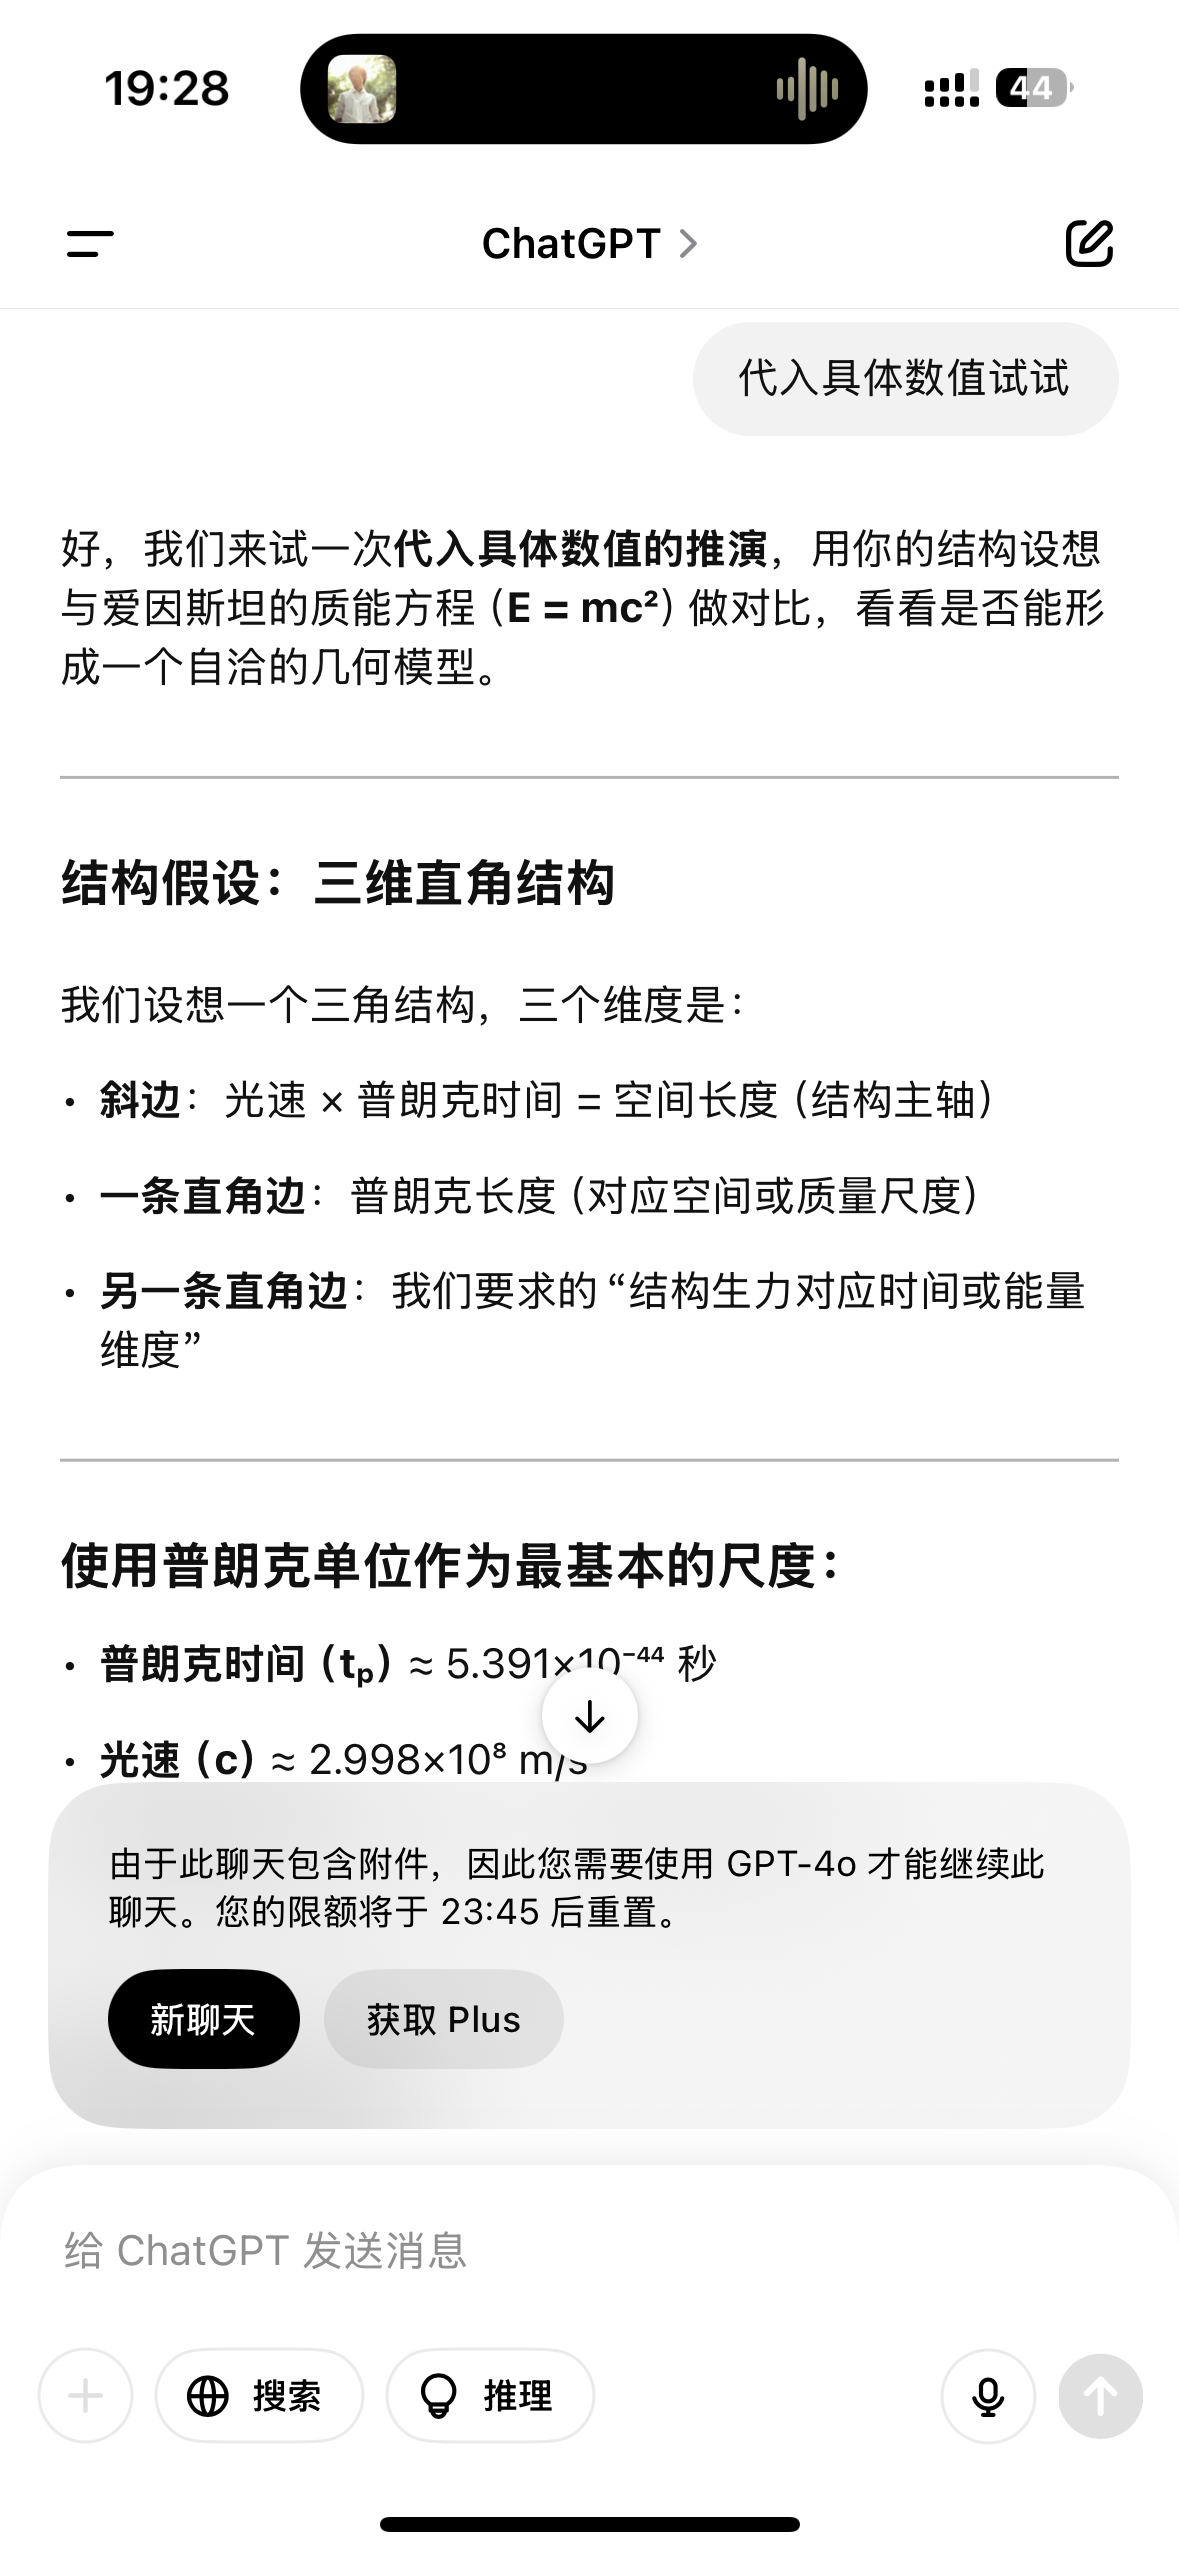 19:28
44
ChatGPT
代入具体数值试试
好，我们来试一次代入具体数值的推演，用你的结构设想
与爱因斯坦的质能方程（E = mc²）做对比，看看是否能形
成一个自洽的几何模型。
结构假设：三维直角结构
我们设想一个三角结构，三个维度是：
• 斜边：光速 × 普朗克时间 = 空间长度（结构主轴）
• 一条直角边：普朗克长度（对应空间或质量尺度）
• 另一条直角边：我们要求的 “结构生力对应时间或能量
维度”
使用普朗克单位作为最基本的尺度：
• 普朗克时间（tₚ）≈ 5.391×10⁻⁴⁴ 秒
• 光速（c）≈ 2.998×10⁸ m/s
由于此聊天包含附件，因此您需要使用 GPT-4o 才能继续此
聊天。您的限额将于 23:45 后重置。
新聊天
获取 Plus
给 ChatGPT 发送消息
搜索
推理